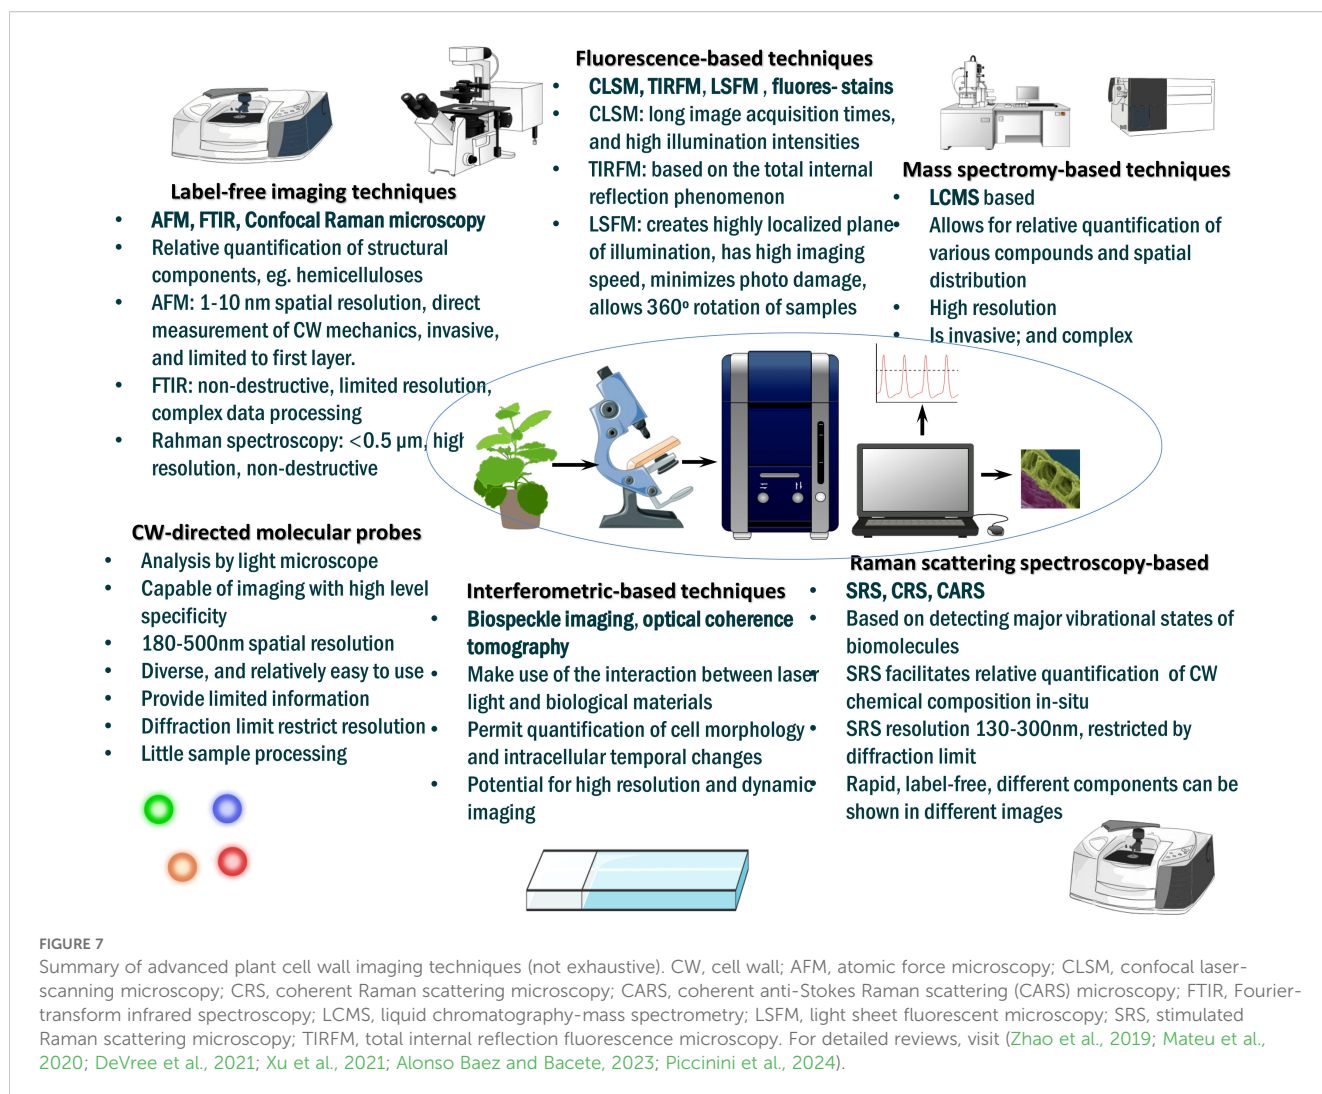 Label-free imaging techniques
• AFM, FTIR, Confocal Raman microscopy
• Relative quantification of structural
components, eg. hemicelluloses
• AFM: 1-10 nm spatial resolution, direct
measurement of CW mechanics, invasive,
and limited to first layer.
• FTIR: non-destructive, limited resolution,
complex data processing
• Rahman spectroscopy: <0.5 µm, high
resolution, non-destructive
Fluorescence-based techniques
• CLSM, TIRFM, LSFM , fluores- stains
• CLSM: long image acquisition times,
and high illumination intensities
• TIRFM: based on the total internal
reflection phenomenon
• LSFM: creates highly localized plane
of illumination, has high imaging
speed, minimizes photo damage,
allows 360º rotation of samples
Mass spectromy-based techniques
• LCMS based
• Allows for relative quantification of
various compounds and spatial
distribution
• High resolution
• Is invasive; and complex
CW-directed molecular probes
• Analysis by light microscope
• Capable of imaging with high level
specificity
• 180-500nm spatial resolution
• Diverse, and relatively easy to use
• Provide limited information
• Diffraction limit restrict resolution
• Little sample processing
Interferometric-based techniques
• Biospeckle imaging, optical coherence
tomography
• Make use of the interaction between laser
light and biological materials
• Permit quantification of cell morphology
and intracellular temporal changes
• Potential for high resolution and dynamic
imaging
Raman scattering spectroscopy-based
• SRS, CRS, CARS
• Based on detecting major vibrational states of
biomolecules
• SRS facilitates relative quantification of CW
chemical composition in-situ
• SRS resolution 130-300nm, restricted by
diffraction limit
• Rapid, label-free, different components can be
shown in different images
FIGURE 7
Summary of advanced plant cell wall imaging techniques (not exhaustive). CW, cell wall; AFM, atomic force microscopy; CLSM, confocal laser-
scanning microscopy; CRS, coherent Raman scattering microscopy; CARS, coherent anti-Stokes Raman scattering (CARS) microscopy; FTIR, Fourier-
transform infrared spectroscopy; LCMS, liquid chromatography-mass spectrometry; LSFM, light sheet fluorescent microscopy; SRS, stimulated
Raman scattering microscopy; TIRFM, total internal reflection fluorescence microscopy. For detailed reviews, visit (Zhao et al., 2019; Mateu et al.,
2020; DeVree et al., 2021; Xu et al., 2021; Alonso Baez and Bacete, 2023; Piccinini et al., 2024).